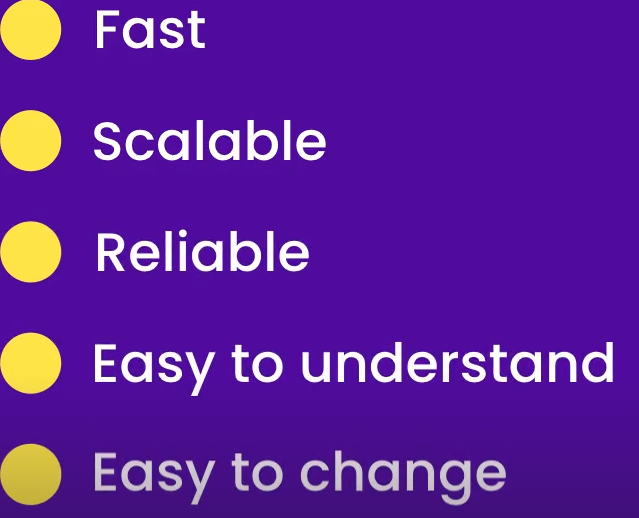 Fast
Scalable
Reliable
Easy to understand
Easy to change